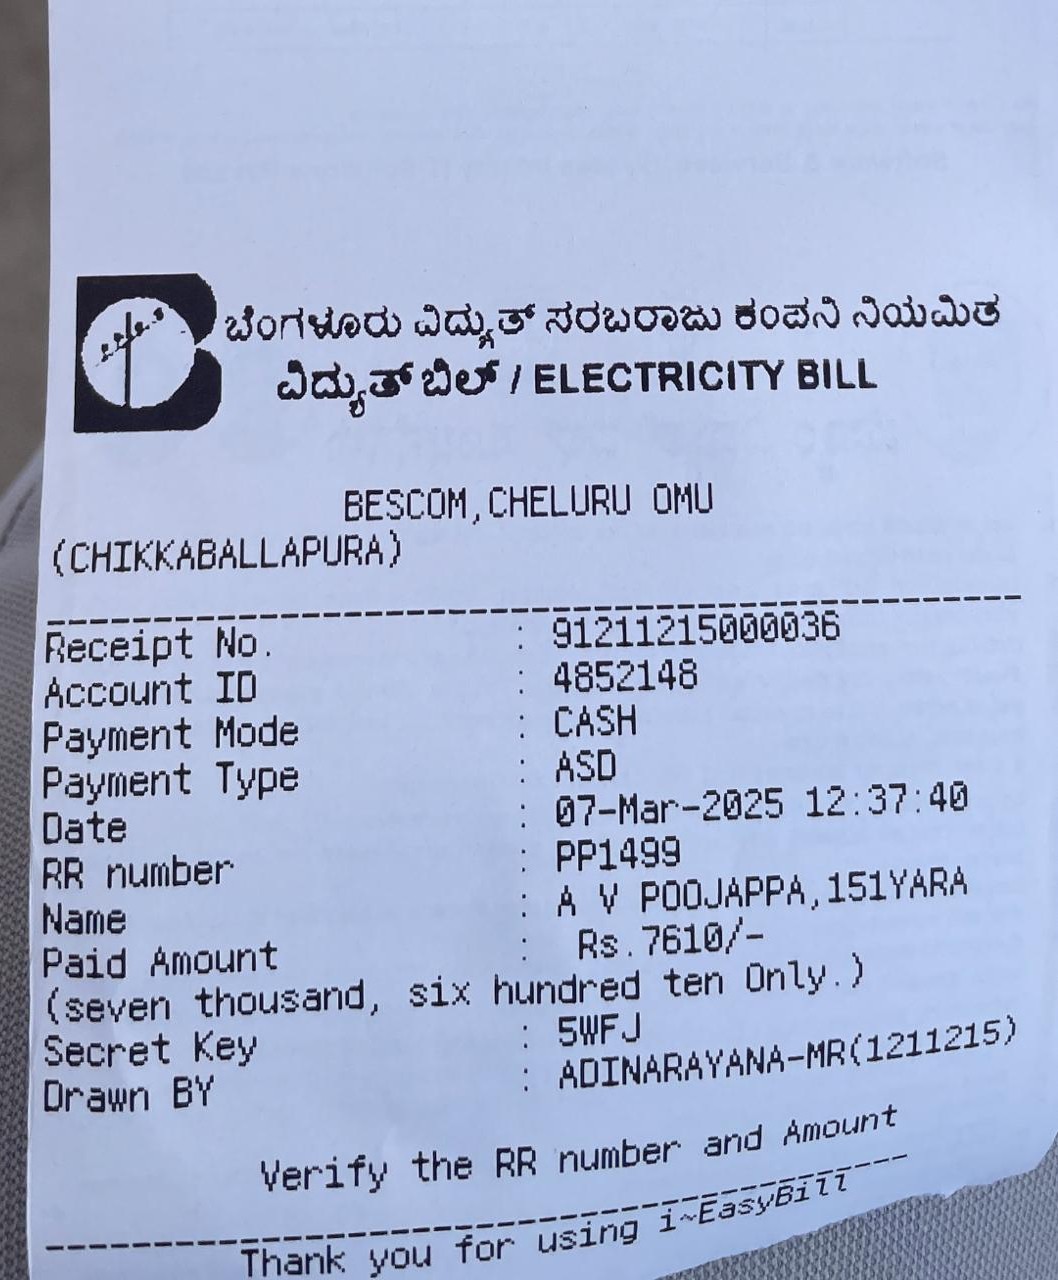 ಬೆಂಗಳೂರು ವಿದ್ಯುತ್ ಸರಬರಾಜು ಕಂಪನಿ ನಿಯಮಿತ
ವಿದ್ಯುತ್ ಬಿಲ್ / ELECTRICITY BILL
BESCOM,CHELURU OMU
(CHIKKABALLAPURA)
Receipt No. : 91211215000036
Account ID : 4852148
Payment Mode : CASH
Payment Type : ASD
Date : 07-Mar-2025 12:37:40
RR number : PP1499
Name : A V POOJAPPA,151YARA
Paid Amount : Rs.7610/-
(seven thousand, six hundred ten Only.)
Secret Key : 5WFJ
Drawn BY : ADINARAYANA-MR(1211215)
Verify the RR number and Amount
Thank you for using i~EasyBill